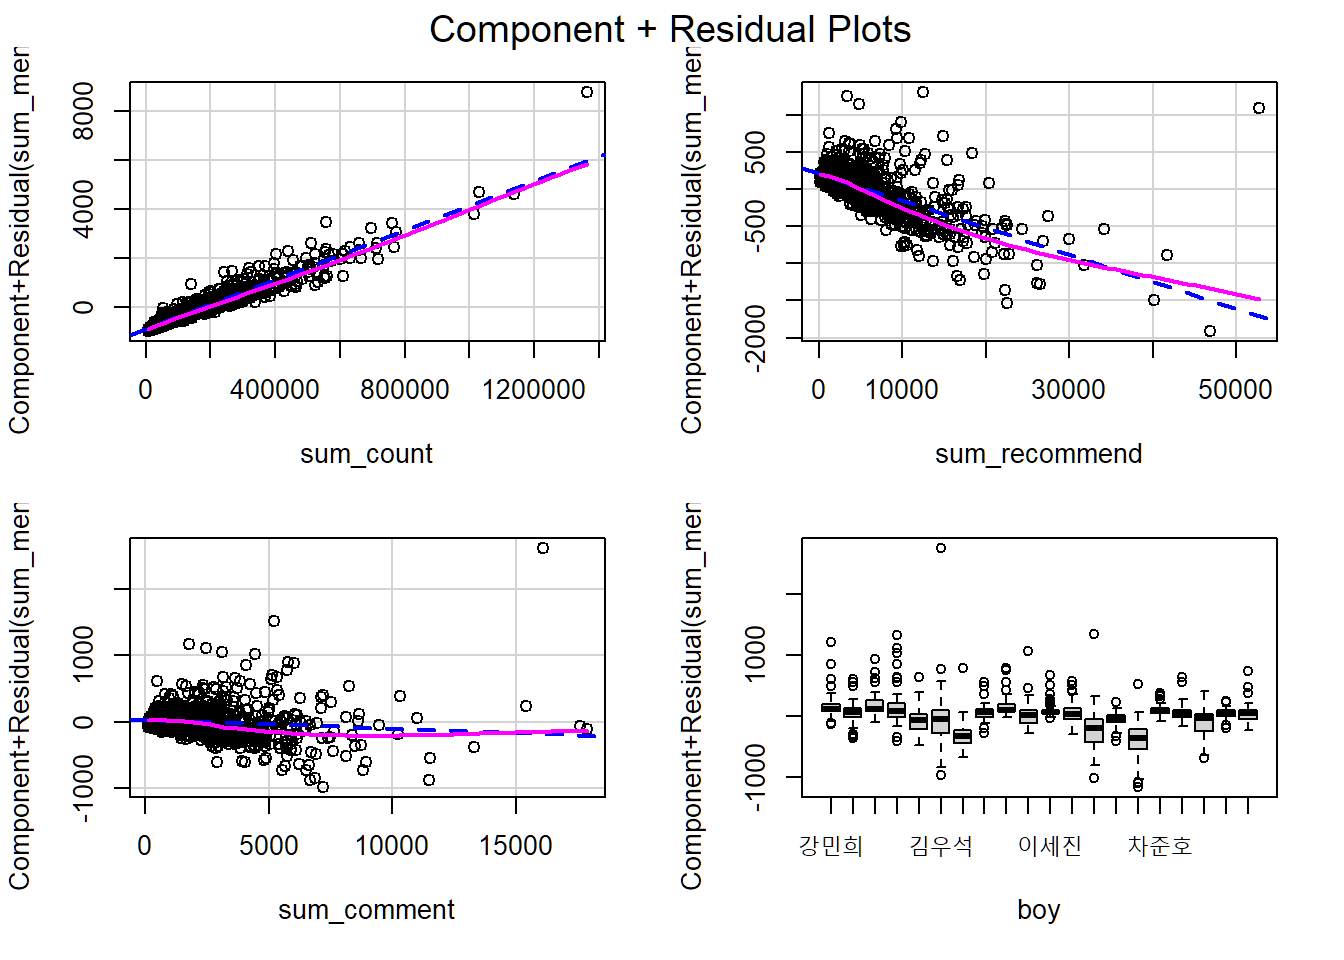 Component + Residual Plots
Component+Residual(sum_mer
8000
4000
0
0 400000 800000 1200000
sum_count
Component+Residual(sum_mer
500
-500
-2000
0 10000 30000 50000
sum_recommend
Component+Residual(sum_mer
1000
0
-1000
0 5000 10000 15000
sum_comment
Component+Residual(sum_mer
1000
-1000
강민희 김우석 이세진 차준호
boy